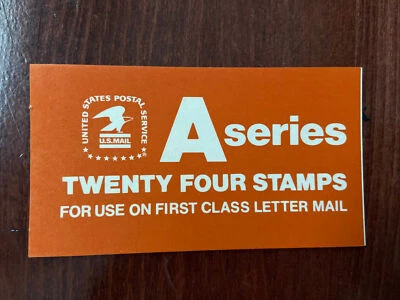 UNITED STATES POSTAL SERVICE
U.S.MAIL
®
A series
TWENTY FOUR STAMPS
FOR USE ON FIRST CLASS LETTER MAIL